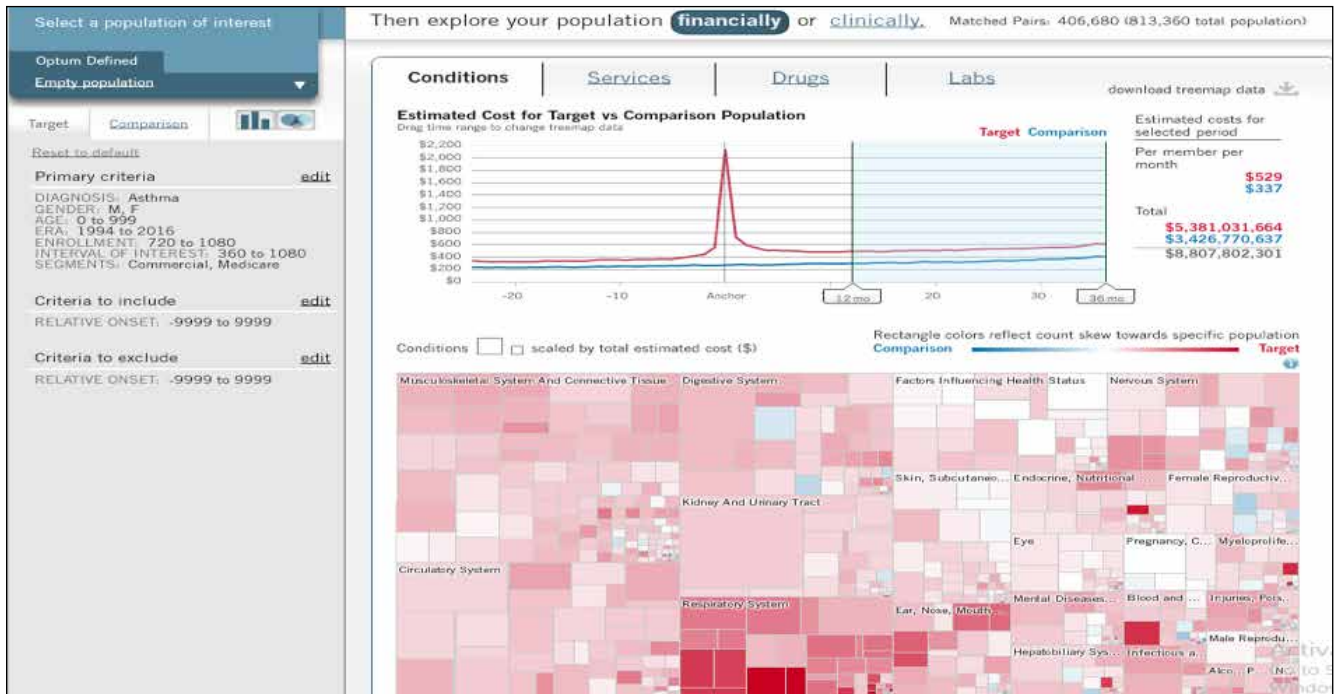 Select a population of interest
Optum Defined
Empty population
Target Comparison
Reset to default
Primary criteria edit
DIAGNOSIS: Asthma
GENDER: M, F
AGE: 0 to 999
ERA: 1994 to 2016
ENROLLMENT: 720 to 1080
INTERVAL OF INTEREST: 360 to 1080
SEGMENTS: Commercial, Medicare
Criteria to include edit
RELATIVE ONSET: -9999 to 9999
Criteria to exclude edit
RELATIVE ONSET: -9999 to 9999
Then explore your population financially or clinically. Matched Pairs: 406,680 (813,360 total population)
Conditions Services Drugs Labs
download treemap data
Estimated Cost for Target vs Comparison Population
Drag time range to change treemap data
Target Comparison
$2,200
$2,000
$1,800
$1,600
$1,400
$1,200
$1,000
$800
$600
$400
$200
$0
-20 -10 Anchor 12 mo 20 30 36 mo
Estimated costs for
selected period
Per member per
month
$529
$337
Total
$5,381,031,664
$3,426,770,637
$8,807,802,301
Conditions scaled by total estimated cost ($)
Rectangle colors reflect count skew towards specific population
Comparison Target
Musculoskeletal System And Connective Tissue Digestive System Factors Influencing Health Status Nervous System
Skin, Subcutaneo... Endocrine, Nutritional Female Reproductiv...
Kidney And Urinary Tract
Eye Pregnancy, C... Myeloprolife...
Circulatory System
Respiratory System Ear, Nose, Mouth... Mental Diseases... Blood and ... Injuries, Pois...
Male Reprodu...
Hepatobiliary Sys... Infectious a...
Alco... P